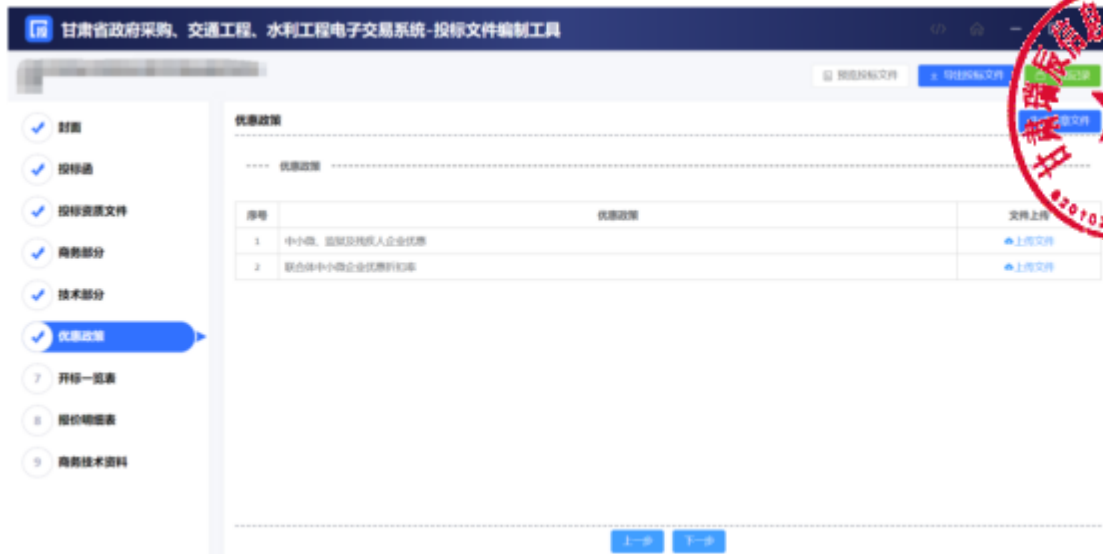 甘肃省政府采购、交通工程、水利工程电子交易系统-投标文件编制工具
预览投标文件
导出投标文件
封面
投标函
投标资质文件
商务部分
技术部分
优惠政策
7 开标一览表
8 报价明细表
9 商务技术资料
优惠政策
优惠政策
序号 优惠政策 文件上传
1 中小微、监狱及残疾人企业优惠 上传文件
2 联合体中小微企业优惠折扣率 上传文件
上一步 下一步
甘肃
辰信息